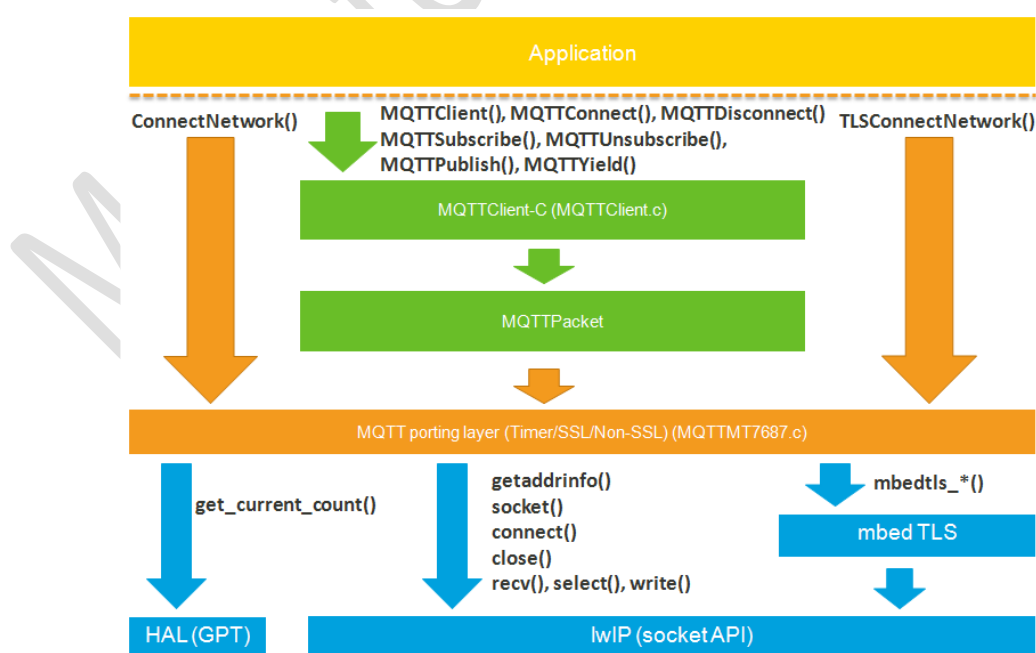 Application
ConnectNetwork()
MQTTClient(), MQTTConnect(), MQTTDisconnect()
MQTTSubscribe(), MQTTUnsubscribe(),
MQTTPublish(), MQTTYield()
TLSConnectNetwork()
MQTTClient-C (MQTTClient.c)
MQTTPacket
MQTT porting layer (Timer/SSL/Non-SSL) (MQTTMT7687.c)
get_current_count()
getaddrinfo()
socket()
connect()
close()
recv(), select(), write()
mbedtls_*()
mbed TLS
HAL (GPT)
lwIP (socket API)